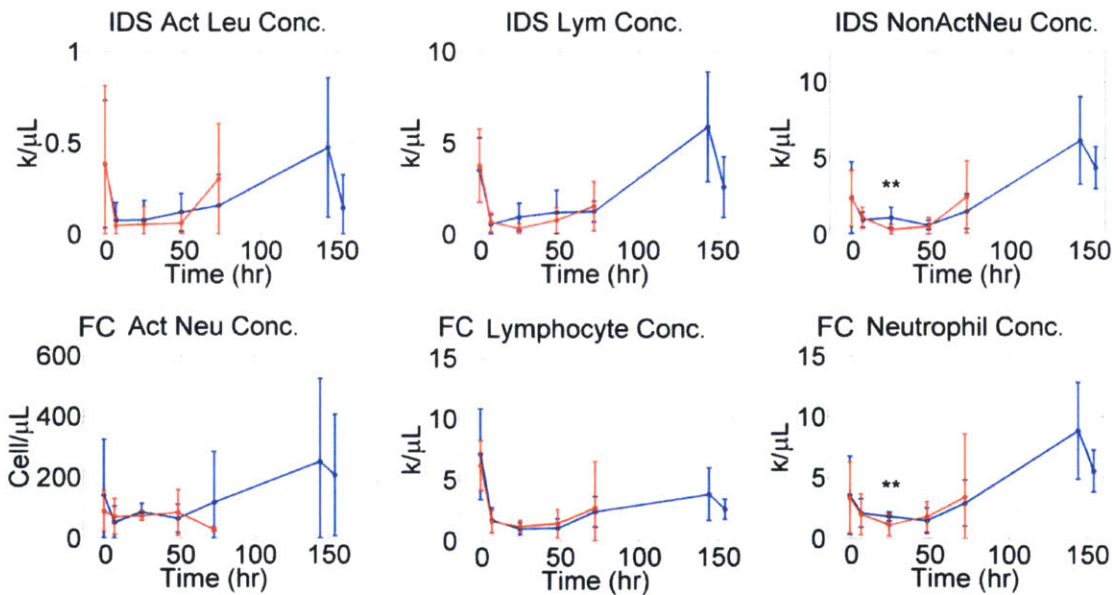 IDS Act Leu Conc.
1
0.5
0
k/μL
0 50 100 150
Time (hr)
IDS Lym Conc.
10
5
0
k/μL
0 50 100 150
Time (hr)
IDS NonActNeu Conc.
10
5
0
k/μL
**
0 50 100 150
Time (hr)
FC Act Neu Conc.
600
400
200
0
Cell/μL
0 50 100 150
Time (hr)
FC Lymphocyte Conc.
15
10
5
0
k/μL
0 50 100 150
Time (hr)
FC Neutrophil Conc.
15
10
5
0
k/μL
**
0 50 100 150
Time (hr)